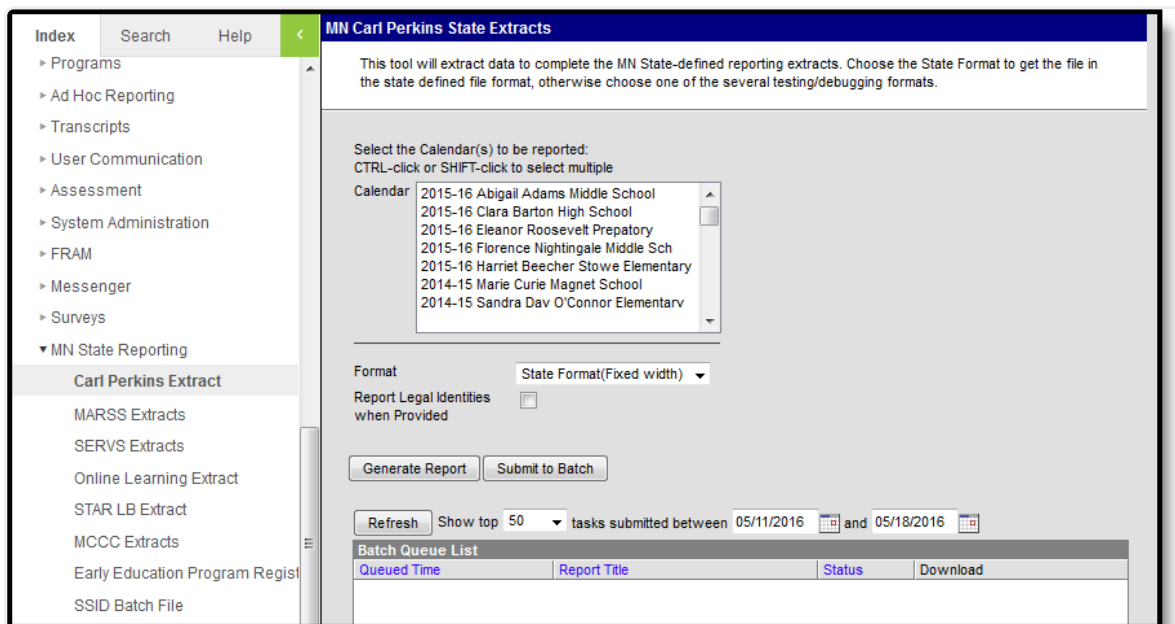 Index Search Help <
Programs
Ad Hoc Reporting
Transcripts
User Communication
Assessment
System Administration
FRAM
Messenger
Surveys
MN State Reporting
Carl Perkins Extract
MARSS Extracts
SERVS Extracts
Online Learning Extract
STAR LB Extract
MCCC Extracts
Early Education Program Regist
SSID Batch File
MN Carl Perkins State Extracts
This tool will extract data to complete the MN State-defined reporting extracts. Choose the State Format to get the file in
the state defined file format, otherwise choose one of the several testing/debugging formats.
Select the Calendar(s) to be reported:
CTRL-click or SHIFT-click to select multiple
Calendar
2015-16 Abigail Adams Middle School
2015-16 Clara Barton High School
2015-16 Eleanor Roosevelt Prepatory
2015-16 Florence Nightingale Middle Sch
2015-16 Harriet Beecher Stowe Elementary
2014-15 Marie Curie Magnet School
2014-15 Sandra Day O'Connor Elementary
Format State Format(Fixed width)
Report Legal Identities
when Provided
Generate Report Submit to Batch
Refresh Show top 50 tasks submitted between 05/11/2016 and 05/18/2016
Batch Queue List
Queued Time Report Title Status Download